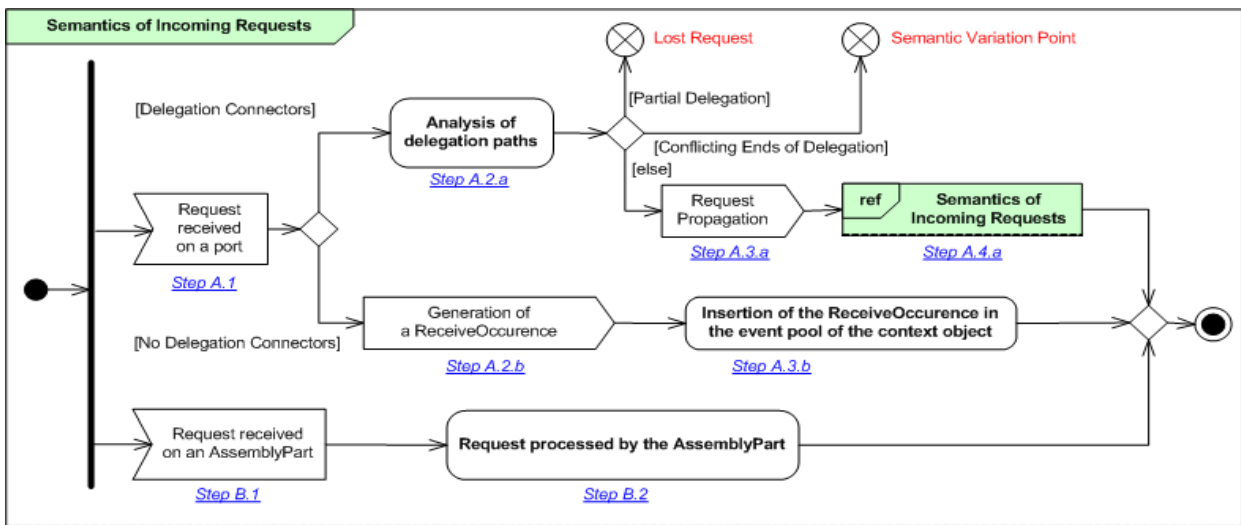 Semantics of Incoming Requests
Lost Request
Semantic Variation Point
[Delegation Connectors]
[Partial Delegation]
Analysis of
delegation paths
[Conflicting Ends of Delegation]
[else]
Step A.2.a
Request
received
on a port
Request
Propagation
ref
Semantics of
Incoming Requests
Step A.1
Step A.3.a
Step A.4.a
Generation of
a ReceiveOccurence
Insertion of the ReceiveOccurence in
the event pool of the context object
[No Delegation Connectors]
Step A.2.b
Step A.3.b
Request received
on an AssemblyPart
Request processed by the AssemblyPart
Step B.1
Step B.2